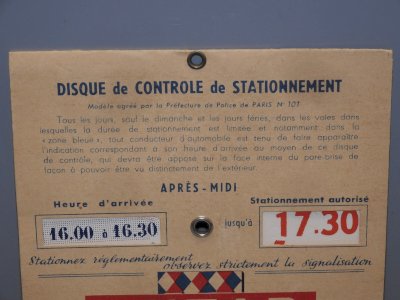 DISQUE de CONTROLE de STATIONNEMENT
Modèle agréé par la Préfecture de Police de PARIS N° 101
Tous les jours, sauf le dimanche et les jours fériés, dans les voies dans
lesquelles la durée de stationnement est limitée et notamment dans la
"zone bleue", tout conducteur d'automobile est tenu de faire apparaître
l'indication correspondant à son heure d'arrivée au moyen de ce disque
de contrôle, qui devra être apposé sur la face interne du pare-brise de
façon à pouvoir être vu distinctement de l'extérieur.
APRÈS-MIDI
Heure d'arrivée
Stationnement autorisé
16.00 à 16.30
jusqu'à
17.30
Stationnez réglementairement
observez strictement la signalisation